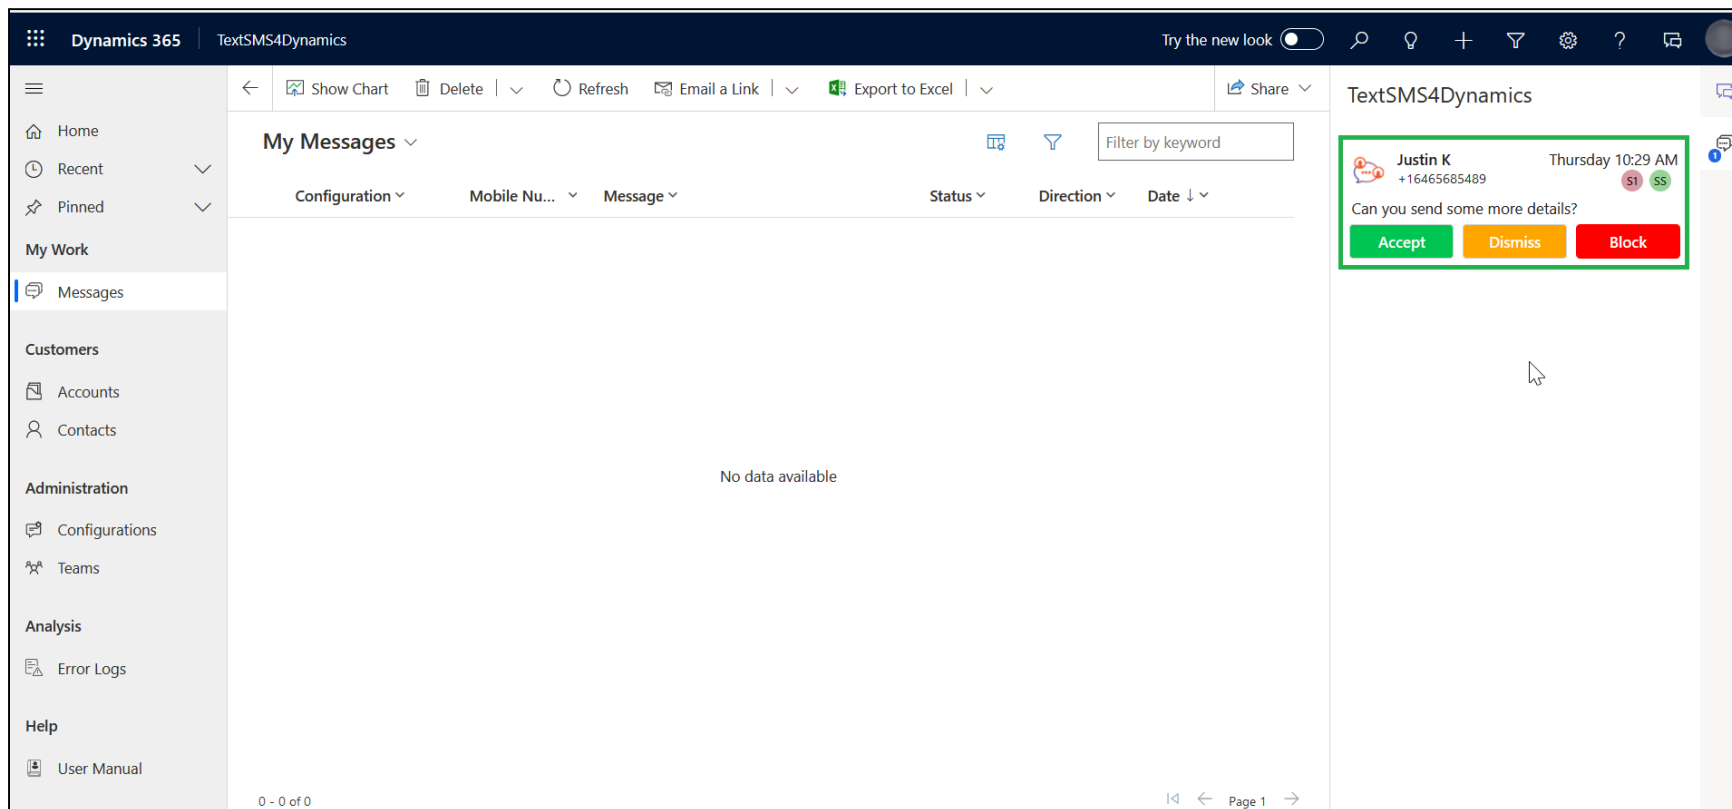 Dynamics 365 TextSMS4Dynamics Try the new look
Show Chart Delete Refresh Email a Link Export to Excel Share
Home
Recent
Pinned
My Work
Messages
Customers
Accounts
Contacts
Administration
Configurations
Teams
Analysis
Error Logs
Help
User Manual
My Messages
Filter by keyword
Configuration Mobile Nu... Message Status Direction Date
No data available
0 - 0 of 0
Page 1
TextSMS4Dynamics
Justin K Thursday 10:29 AM
+16465685489 S1 SS
Can you send some more details?
Accept Dismiss Block
1